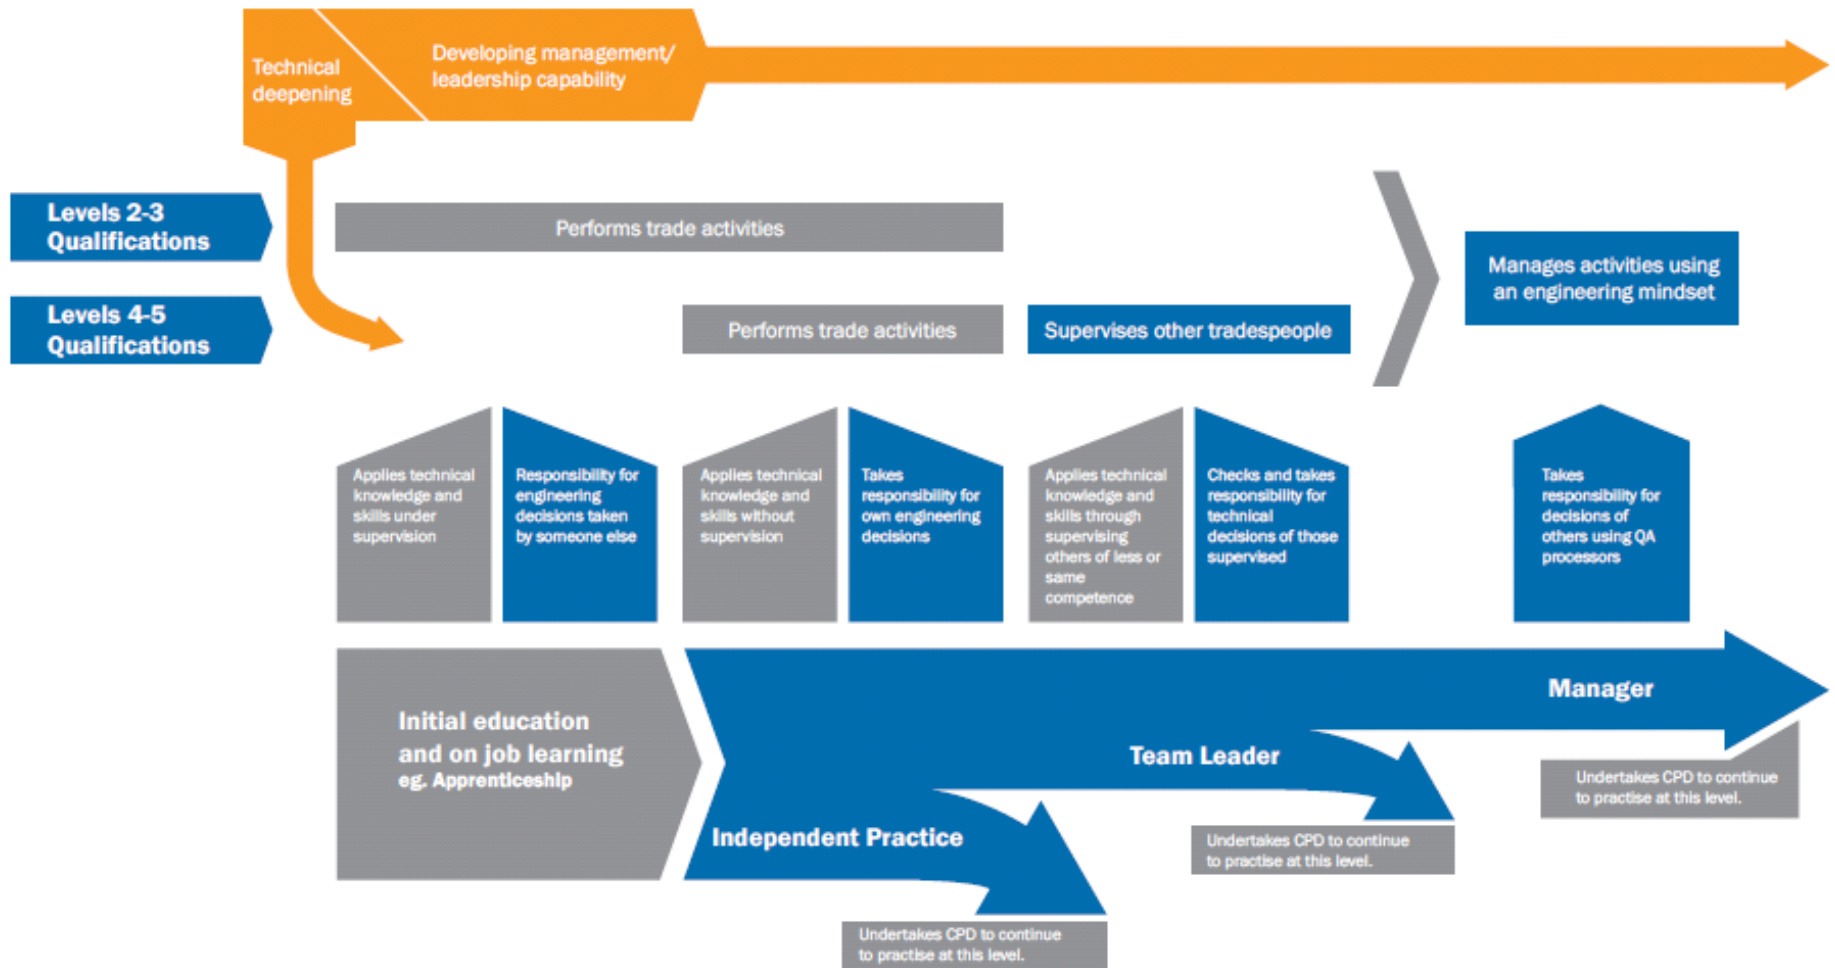 Technical
deepening
Developing management/
leadership capability
Levels 2-3
Qualifications
Performs trade activities
Manages activities using
an engineering mindset
Levels 4-5
Qualifications
Performs trade activities
Supervises other tradespeople
Applies technical
knowledge and
skills under
supervision
Responsibility for
engineering
decisions taken
by someone else
Applies technical
knowledge and
skills without
supervision
Takes
responsibility for
own engineering
decisions
Applies technical
knowledge and
skills through
supervising
others of less or
same
competence
Checks and takes
responsibility for
technical
decisions of those
supervised
Takes
responsibility for
decisions of
others using QA
processors
Initial education
and on job learning
eg. Apprenticeship
Manager
Team Leader
Independent Practice
Undertakes CPD to continue
to practise at this level.
Undertakes CPD to continue
to practise at this level.
Undertakes CPD to continue
to practise at this level.